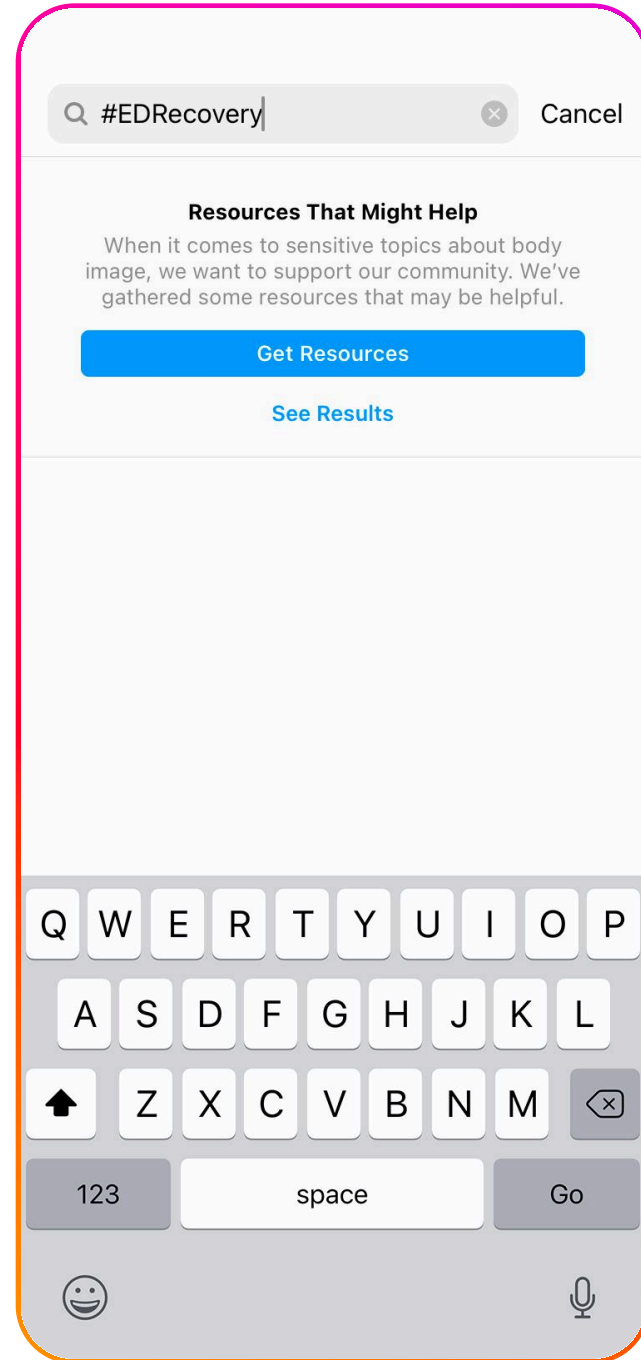 #EDRecovery Cancel
Resources That Might Help
When it comes to sensitive topics about body
image, we want to support our community. We’ve
gathered some resources that may be helpful.
Get Resources
See Results
Q W E R T Y U I O P
A S D F G H J K L
Z X C V B N M
123 space Go